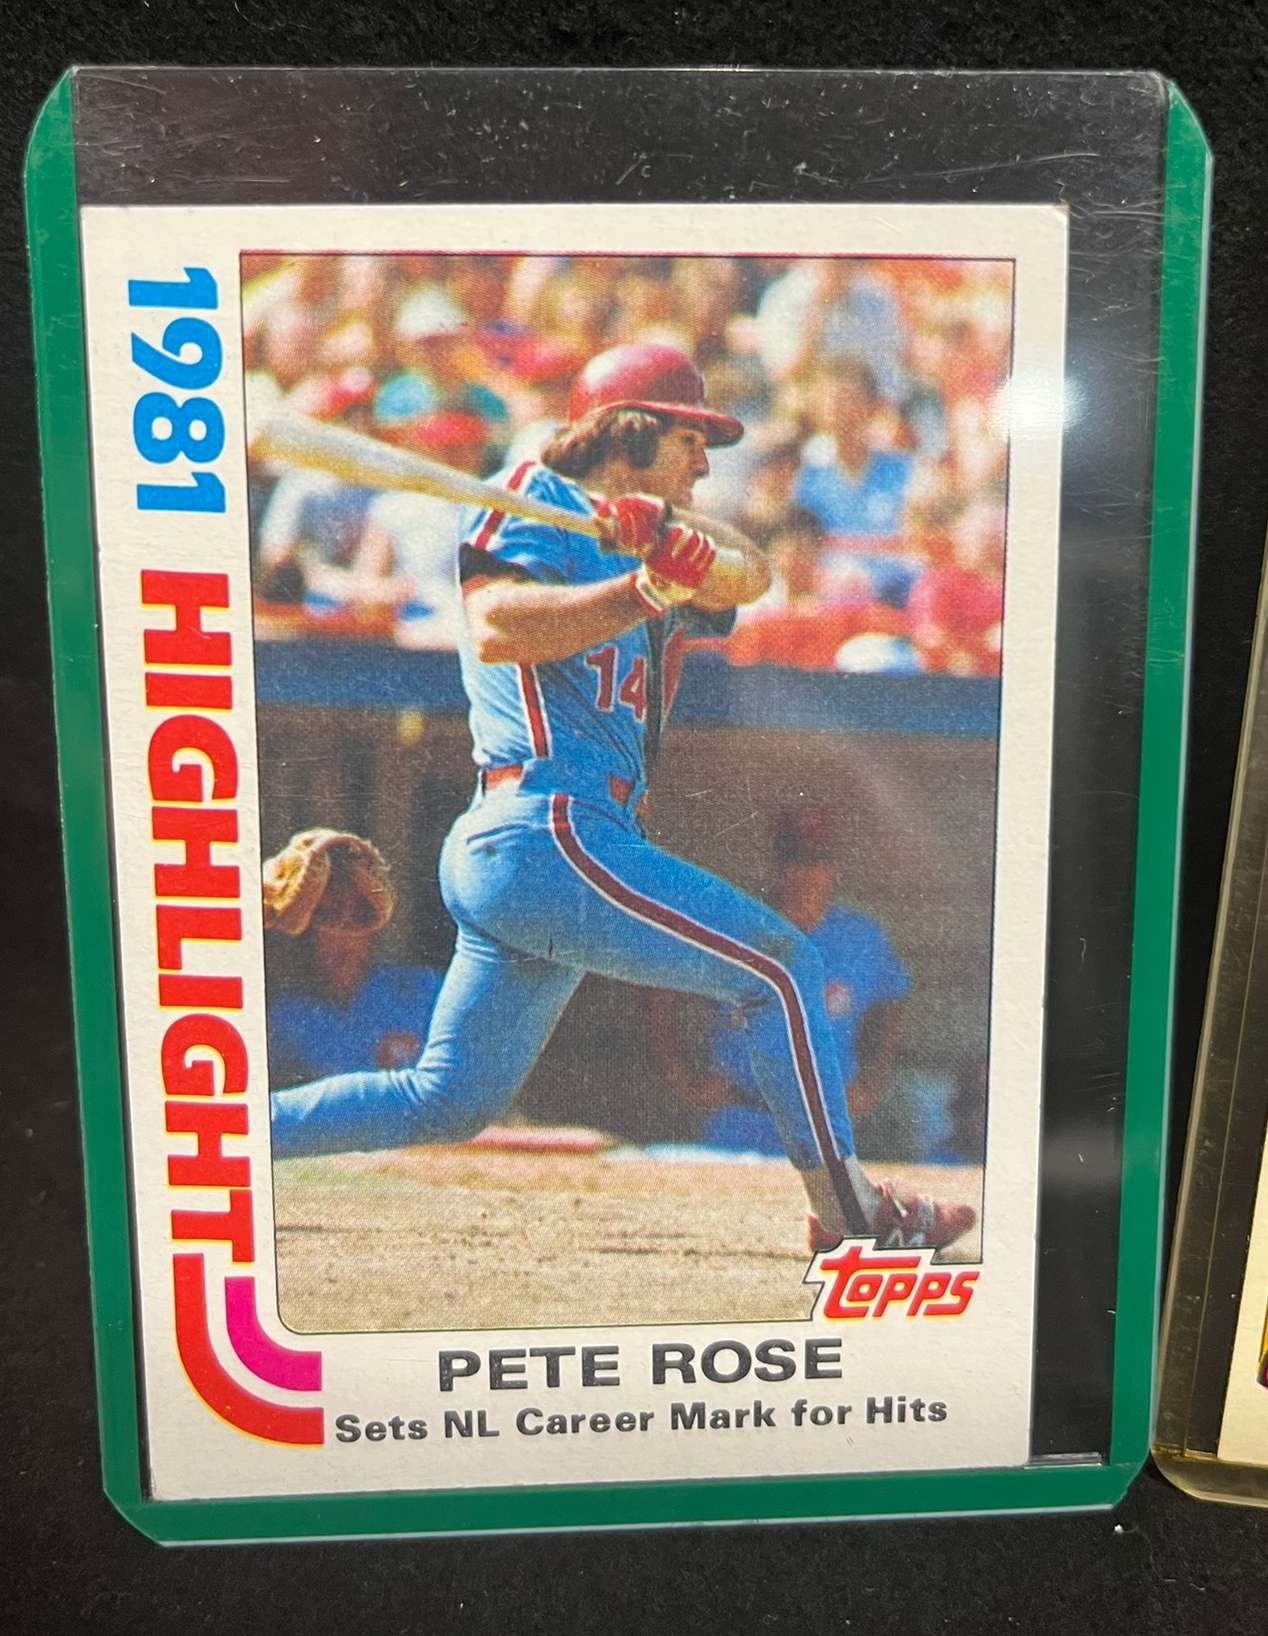 1981 HIGHLIGHT
14
TOPPS
PETE ROSE
Sets NL Career Mark for Hits